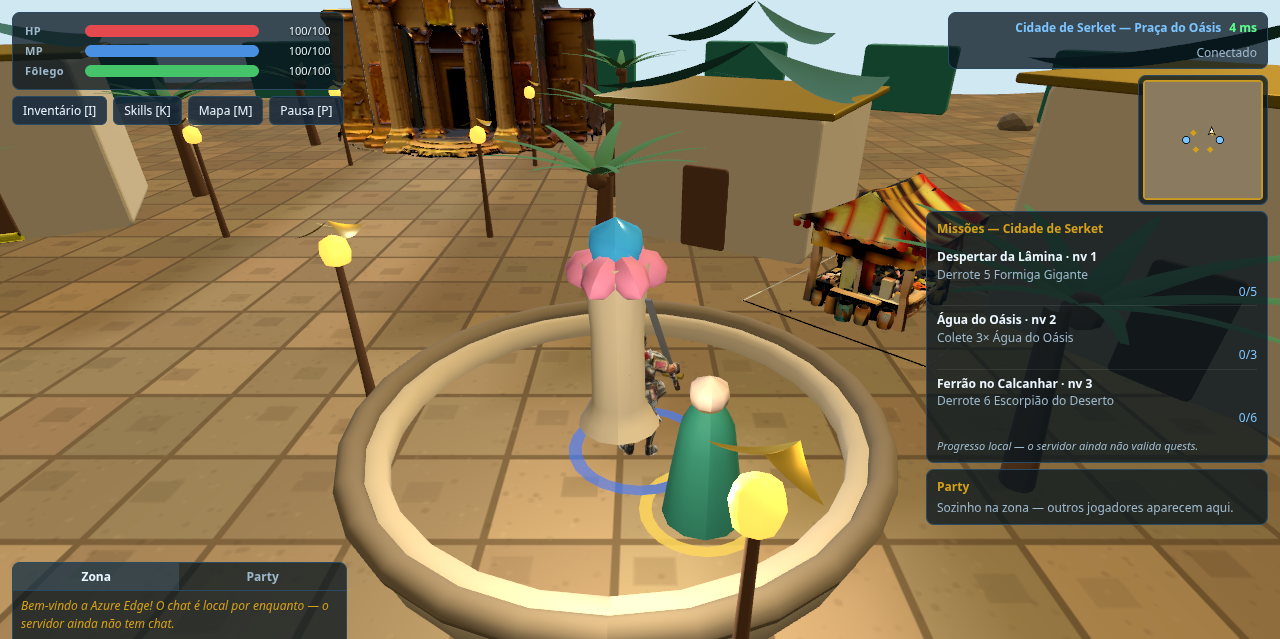 HP 100/100
MP 100/100
Fôlego 100/100
Inventário [I] Skills [K] Mapa [M] Pausa [P]
Cidade de Serket — Praça do Oásis 4 ms
Conectado
Missões — Cidade de Serket
Despertar da Lâmina · nv 1
Derrote 5 Formiga Gigante
0/5
Água do Oásis · nv 2
Colete 3× Água do Oásis
0/3
Ferrão no Calcanhar · nv 3
Derrote 6 Escorpião do Deserto
0/6
Progresso local — o servidor ainda não valida quests.
Party
Sozinho na zona — outros jogadores aparecem aqui.
Zona Party
Bem-vindo a Azure Edge! O chat é local por enquanto — o
servidor ainda não tem chat.